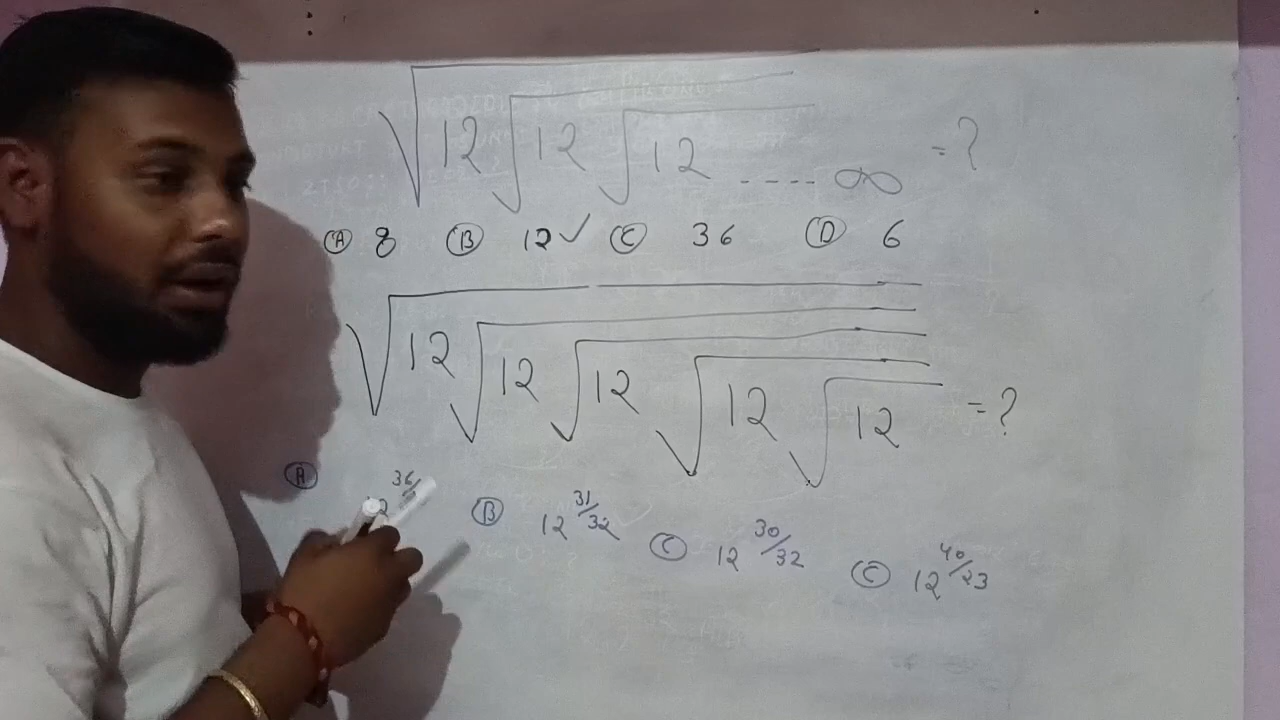 √12√12√12 ---- ∞ = ?
(A) 8 (B) 12 ✓ (C) 36 (D) 6
√12√12√12√12√12 = ?
(A) 36/ (B) 12^31/32 (C) 12^30/32 (C) 12^40/23